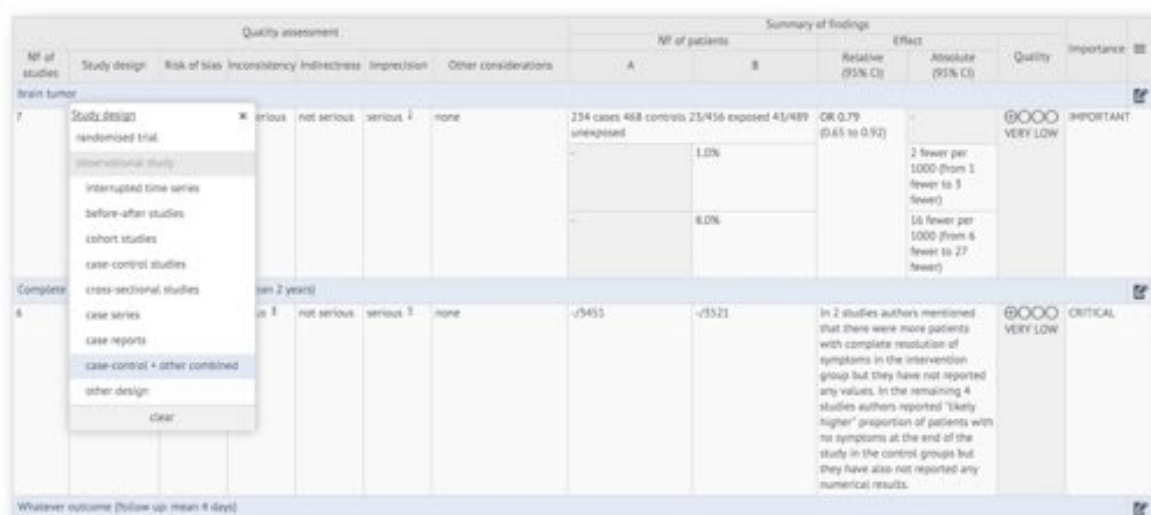 Quality assessment
Summary of findings
Nº of patients
Effect
Nº of studies
Study design
Risk of bias
Inconsistency
Indirectness
Imprecision
Other considerations
A
B
Relative
(95% CI)
Absolute
(95% CI)
Quality
Importance
brain tumor
7
Study design
×
randomised trial
observational study
interrupted time series
before-after studies
cohort studies
case-control studies
cross-sectional studies
case series
case reports
case-control + other combined
other design
clear
erious
not serious
serious 2
none
234 cases 468 controls 23/456 exposed 43/489
unexposed
OR 0.79
(0.65 to 0.92)
-
VERY LOW
IMPORTANT
-
1.0%
2 fewer per
1000 (from 1
fewer to 3
fewer)
-
8.0%
16 fewer per
1000 (from 6
to 27
fewer)
Complete
mean 2 years)
6
not serious
serious
none
-/5451
-/5521
In 2 studies authors mentioned
that there were more patients
with complete resolution of
symptoms in the intervention
group but they have not reported
any values. In the remaining 4
studies authors reported "likely
higher" proportion of patients with
no symptoms at the end of the
study in the control groups but
they have also not reported any
numerical results.
VERY LOW
CRITICAL
Whatever outcome (follow up: mean 4 days)